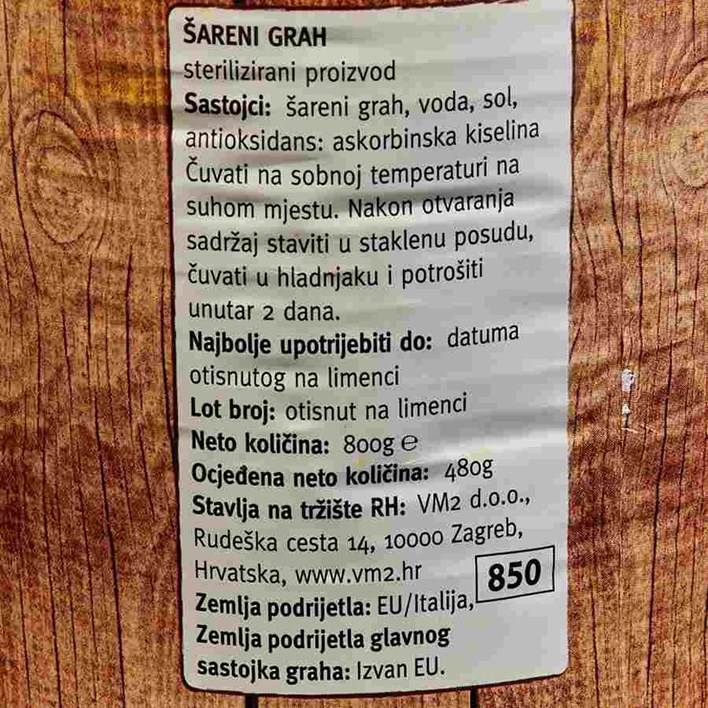 ŠARENI GRAH
sterilizirani proizvod
Sastojci: šareni grah, voda, sol,
antioksidans: askorbinska kiselina
Čuvati na sobnoj temperaturi na
suhom mjestu. Nakon otvaranja
sadržaj staviti u staklenu posudu,
čuvati u hladnjaku i potrošiti
unutar 2 dana.
Najbolje upotrijebiti do: datuma
otisnutog na limenci
Lot broj: otisnut na limenci
Neto količina: 800g ℮
Ocjeđena neto količina: 480g
Stavlja na tržište RH: VM2 d.o.o.,
Rudeška cesta 14, 10000 Zagreb,
Hrvatska, www.vm2.hr
850
Zemlja podrijetla: EU/Italija,
Zemlja podrijetla glavnog
sastojka graha: Izvan EU.